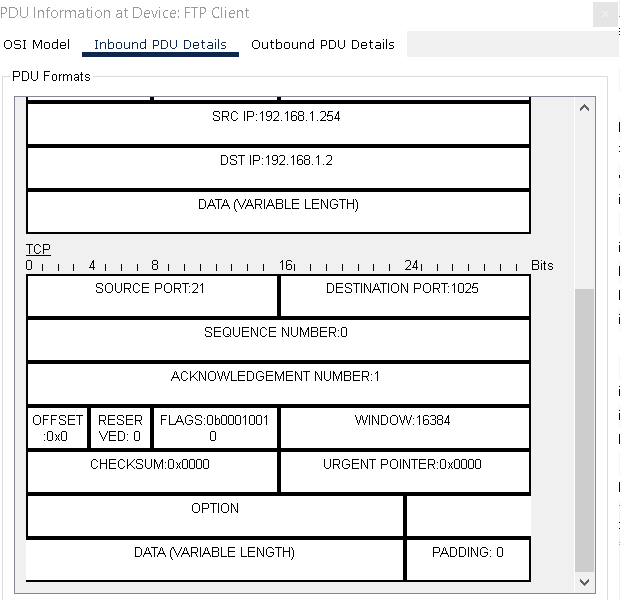 PDU Information at Device: FTP Client
OSI Model Inbound PDU Details Outbound PDU Details
PDU Formats
SRC IP:192.168.1.254
DST IP:192.168.1.2
DATA (VARIABLE LENGTH)
TCP
0 4 8 16 24 Bits
SOURCE PORT:21 DESTINATION PORT:1025
SEQUENCE NUMBER:0
ACKNOWLEDGEMENT NUMBER:1
OFFSET RESER FLAGS:0b0001001 WINDOW:16384
:0x0 VED: 0 0
CHECKSUM:0x0000 URGENT POINTER:0x0000
OPTION
DATA (VARIABLE LENGTH) PADDING: 0